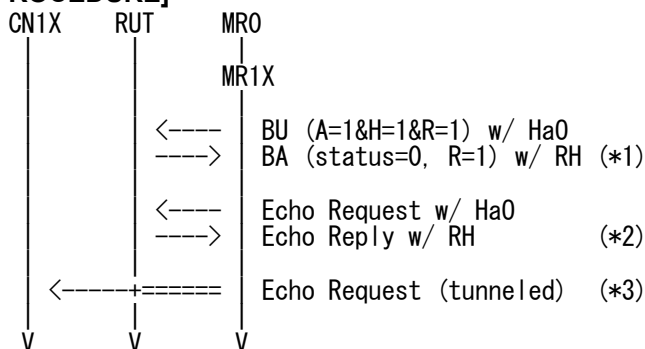 ROCEDURE]
CN1X RUT MR0
MR1X
<---- BU (A=1&H=1&R=1) w/ HaO
----> BA (status=0, R=1) w/ RH (*1)
<---- Echo Request w/ HaO
----> Echo Reply w/ RH (*2)
<-----+====== Echo Request (tunneled) (*3)
V V V